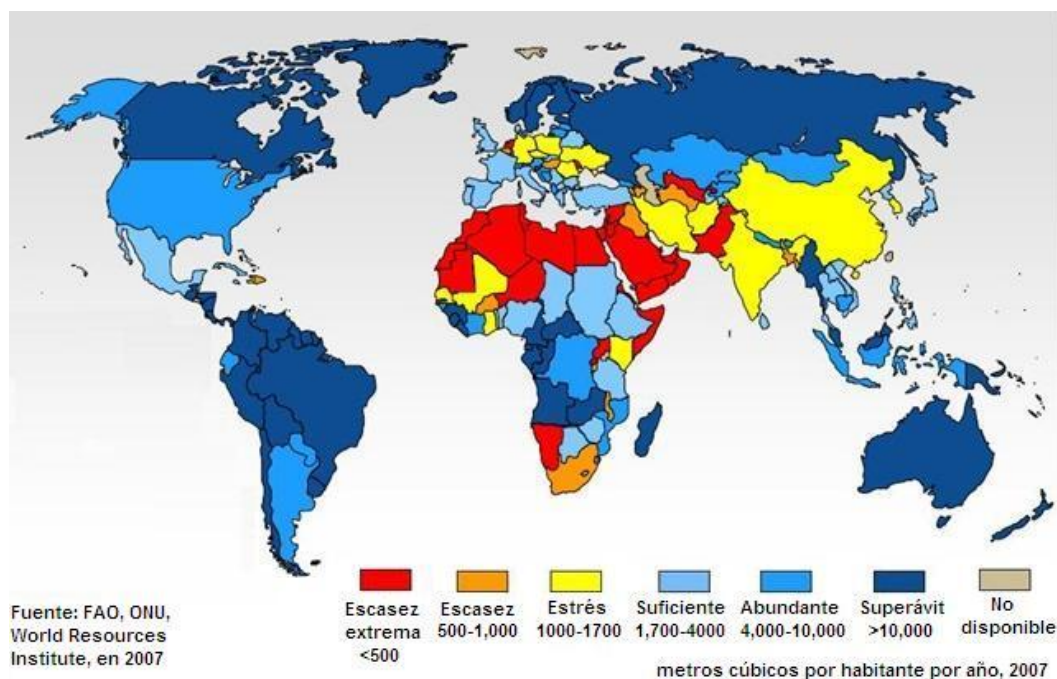 Escasez
extrema
<500
Escasez
500-1,000
Estrés
1000-1700
Suficiente
1,700-4000
Abundante
4,000-10,000
Superávit
>10,000
No
disponible
Fuente: FAO, ONU,
World Resources
Institute, en 2007
metros cúbicos por habitante por año, 2007